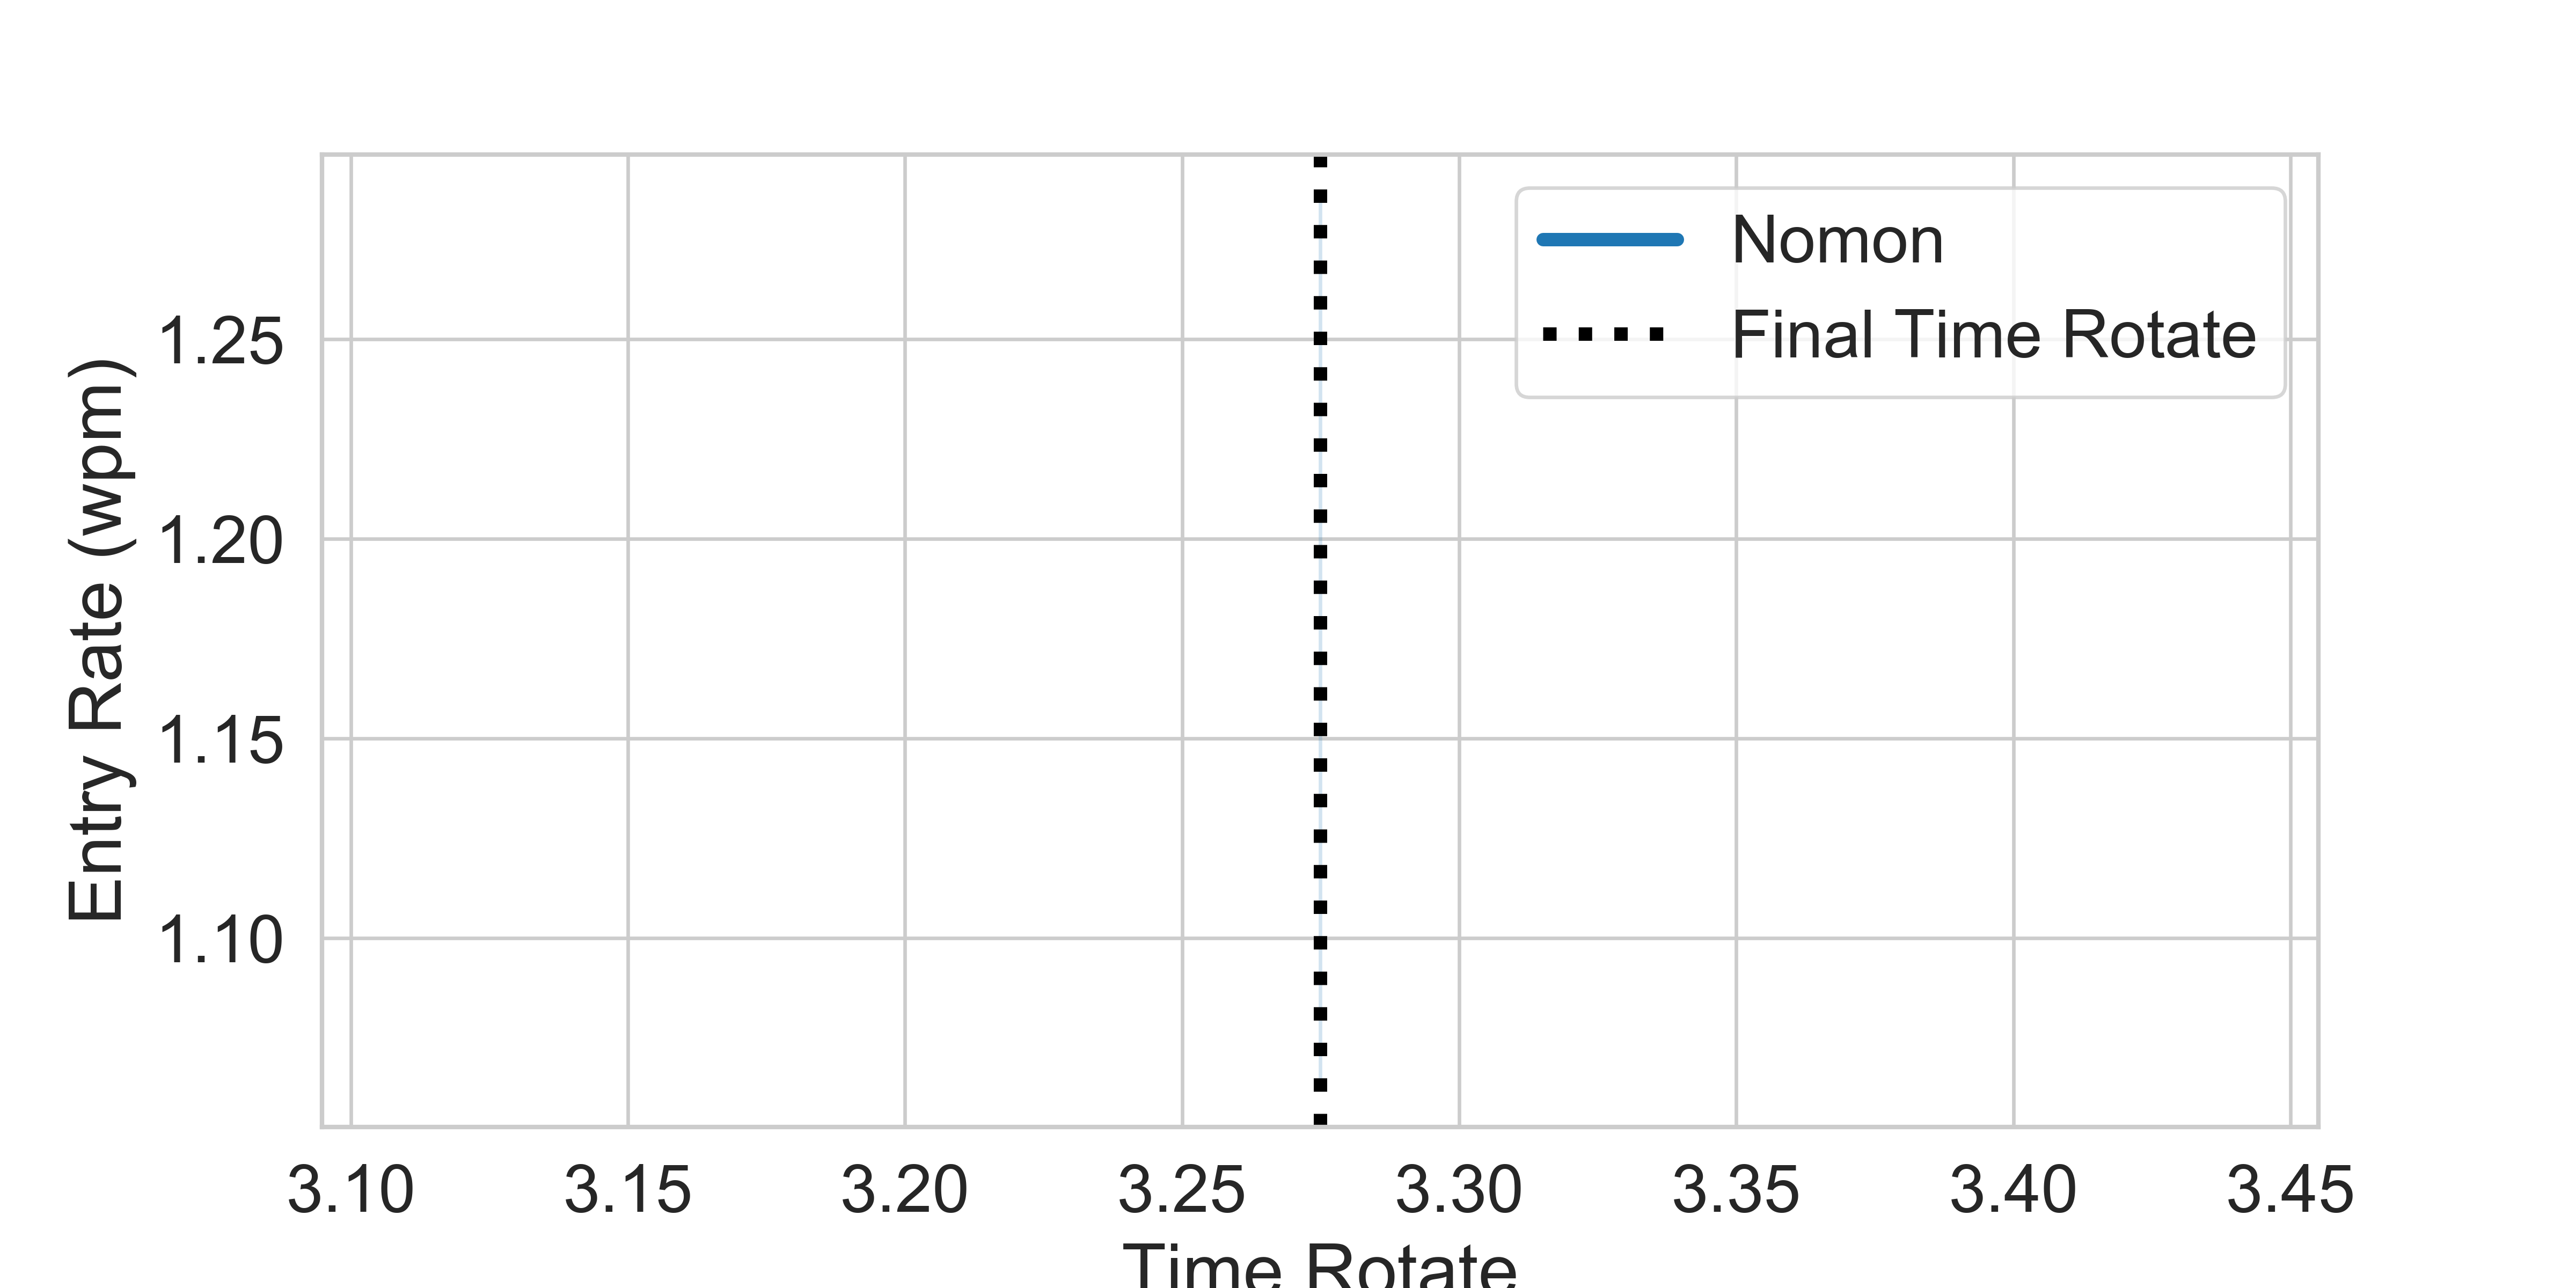 Nomon
Final Time Rotate
Entry Rate (wpm)
1.25
1.20
1.15
1.10
3.10 3.15 3.20 3.25 3.30 3.35 3.40 3.45
Time Rotate